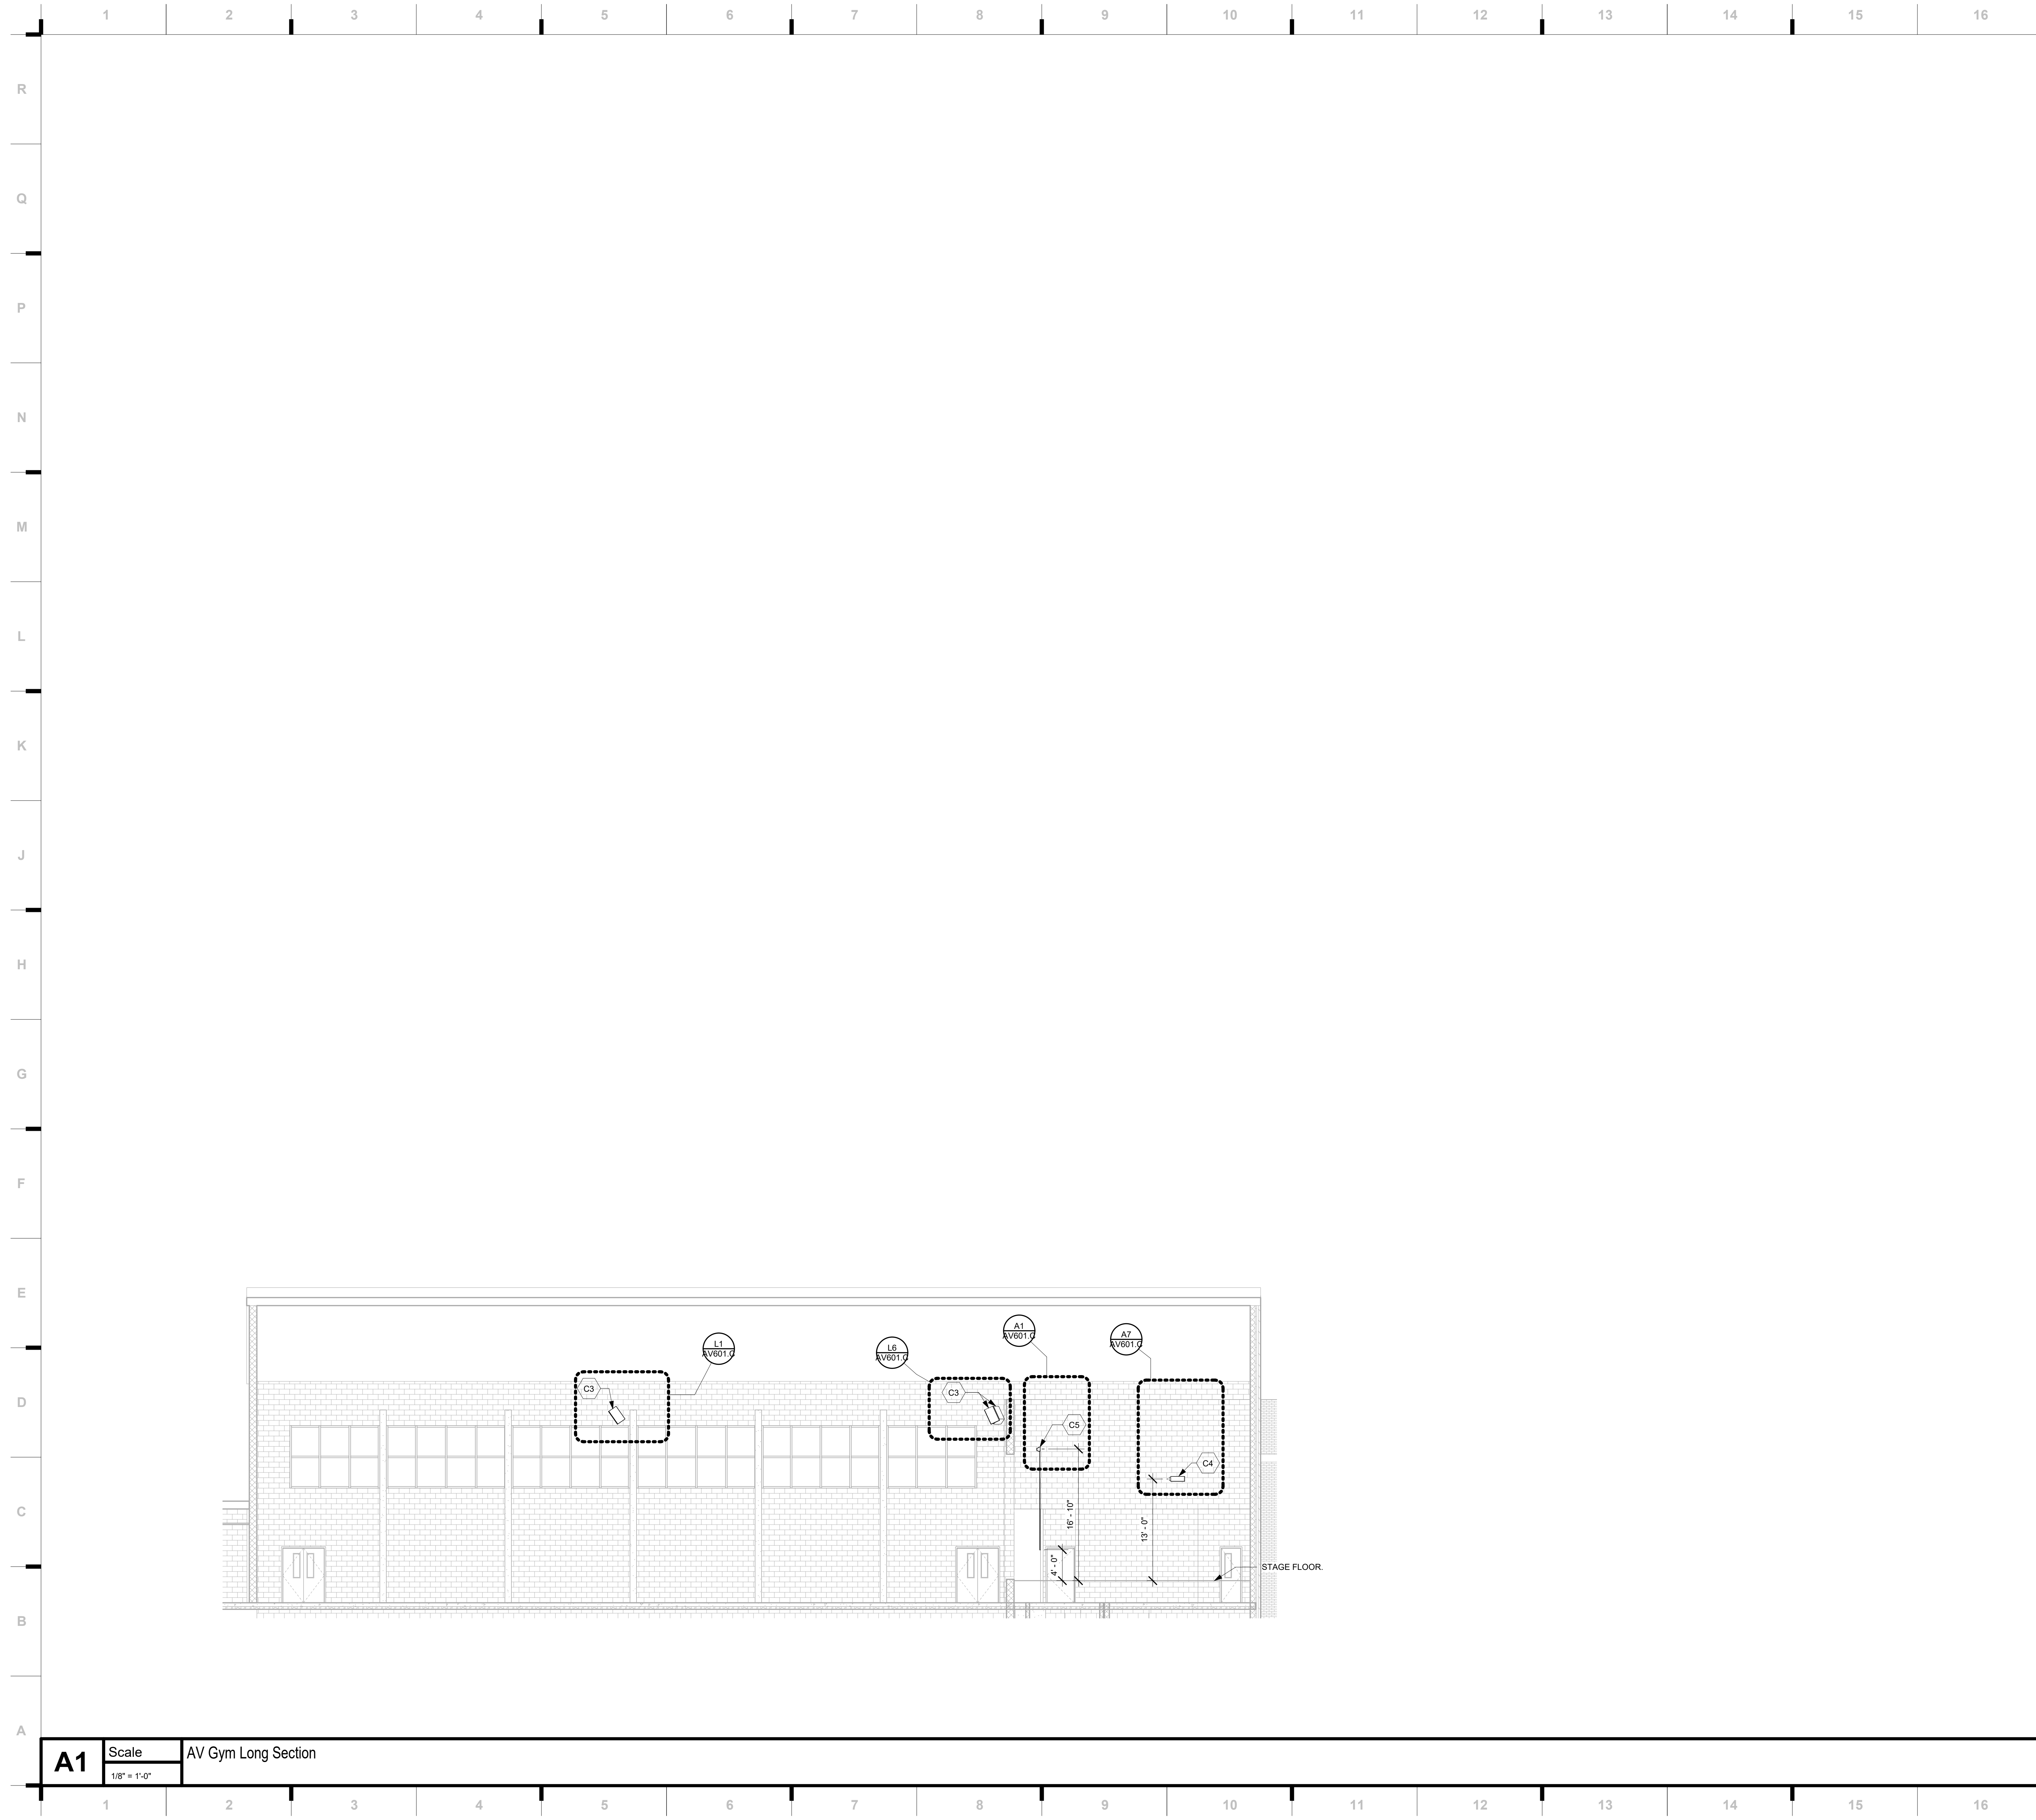 1 2 3 4 5 6 7 8 9 10 11 12 13 14 15 16
R
Q
P
N
M
L
K
J
H
G
F
E
D
C
B
A
A1
AV601.C
A7
AV601.C
L1
AV601.C
L6
AV601.C
C3
C3
C5
C4
16' - 10"
13' - 0"
4' - 0"
STAGE FLOOR.
A1
Scale
1/8" = 1'-0"
AV Gym Long Section
1 2 3 4 5 6 7 8 9 10 11 12 13 14 15 16